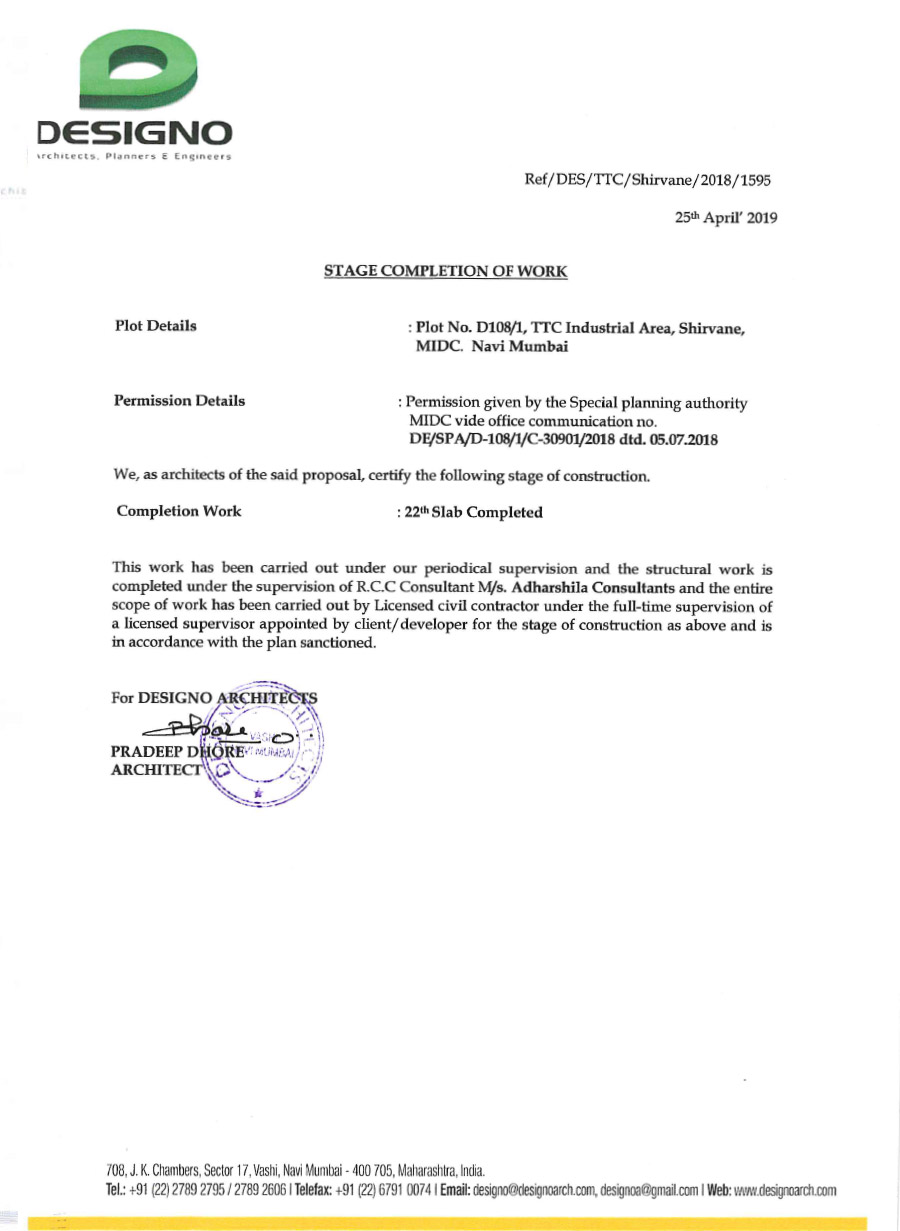 DESIGNO
Architects, Planners & Engineers
Ref/DES/TTC/Shirvane/2018/1595
25th April' 2019
STAGE COMPLETION OF WORK
Plot Details : Plot No. D108/1, TTC Industrial Area, Shirvane,
MIDC. Navi Mumbai
Permission Details : Permission given by the Special planning authority
MIDC vide office communication no.
DE/SPA/D-108/1/C-30901/2018 dtd. 05.07.2018
We, as architects of the said proposal, certify the following stage of construction.
Completion Work : 22th Slab Completed
This work has been carried out under our periodical supervision and the structural work is
completed under the supervision of R.C.C Consultant M/s. Adharshila Consultants and the entire
scope of work has been carried out by Licensed civil contractor under the full-time supervision of
a licensed supervisor appointed by client/developer for the stage of construction as above and is
in accordance with the plan sanctioned.
For DESIGNO ARCHITECTS
PRADEEP DHORE
ARCHITECT
DESIGNO ARCHITECTS
VASHI
NAVI MUMBAI
708, J. K. Chambers, Sector 17, Vashi, Navi Mumbai - 400 705, Maharashtra, India.
Tel.: +91 (22) 2789 2795 / 2789 2606 I Telefax: +91 (22) 6791 0074 I Email: designo@designoarch.com, designoa@gmail.com I Web: www.designoarch.com